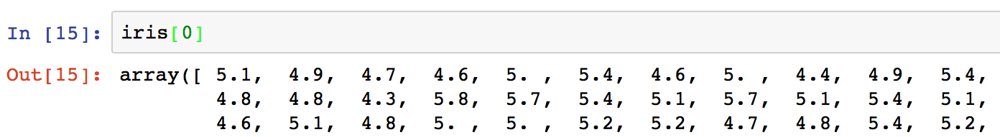 In [15]: iris[0]
Out[15]: array([ 5.1, 4.9, 4.7, 4.6, 5. , 5.4, 4.6, 5. , 4.4, 4.9, 5.4,
4.8, 4.8, 4.3, 5.8, 5.7, 5.4, 5.1, 5.7, 5.1, 5.4, 5.1,
4.6, 5.1, 4.8, 5. , 5. , 5.2, 5.2, 4.7, 4.8, 5.4, 5.2,